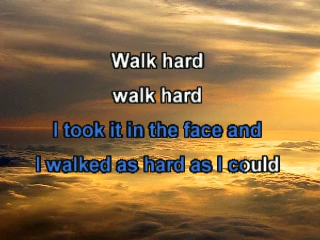 Walk hard
walk hard
I took it in the face and
I walked as hard as I could